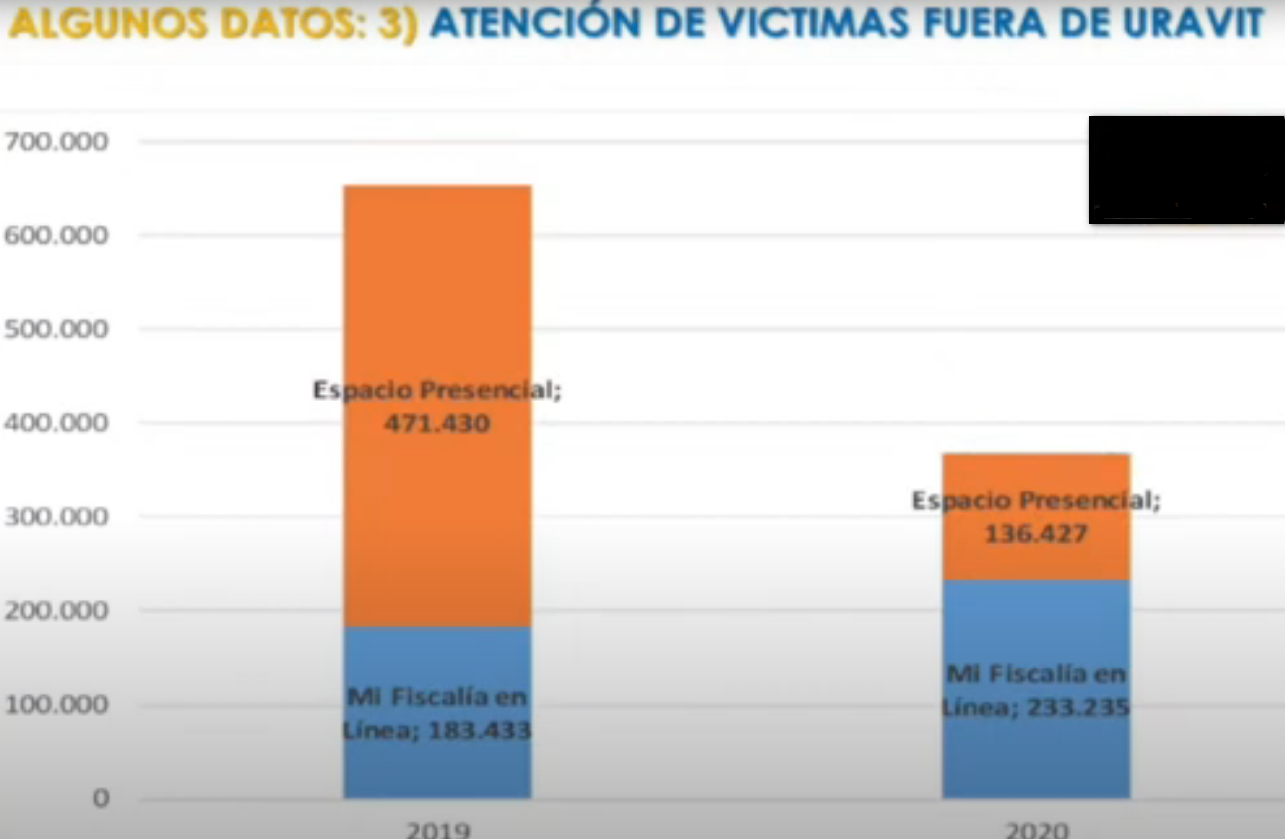 ALGUNOS DATOS: 3) ATENCIÓN DE VICTIMAS FUERA DE URAVIT
700.000
600.000
500.000
400.000
300.000
200.000
100.000
0
Espacio Presencial;
471.430
Mi Fiscalía en
Línea; 183.433
Espacio Presencial;
136.427
Mi Fiscalía en
Línea; 233.235
2019
2020